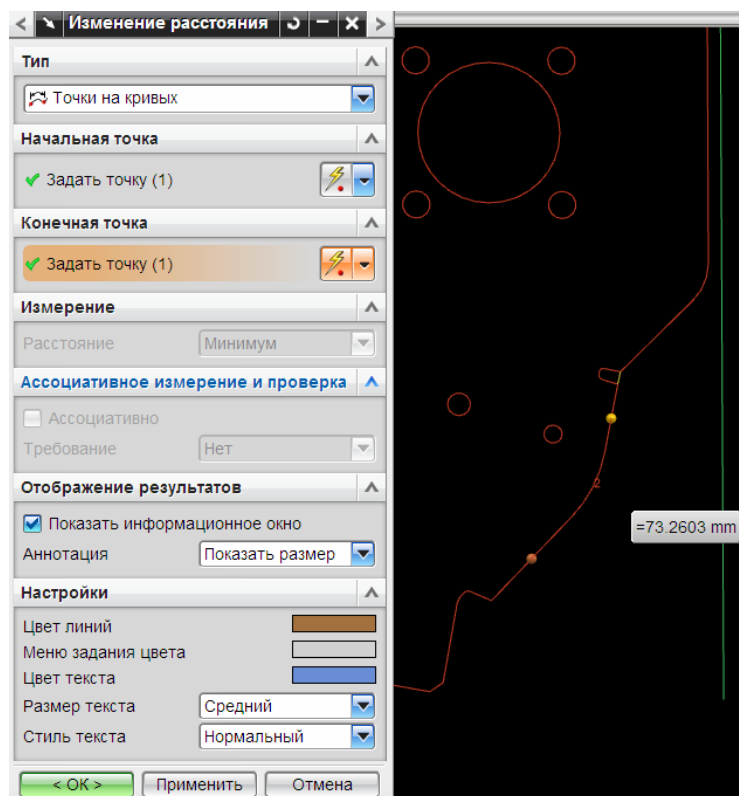 Изменение расстояния
Тип
Точки на кривых
Начальная точка
Задать точку (1)
Конечная точка
Задать точку (1)
Измерение
Расстояние Минимум
Ассоциативное измерение и проверка
Ассоциативно
Требование Нет
Отображение результатов
Показать информационное окно
Аннотация Показать размер
Настройки
Цвет линий
Меню задания цвета
Цвет текста
Размер текста Средний
Стиль текста Нормальный
< OK > Применить Отмена
2
=73.2603 mm